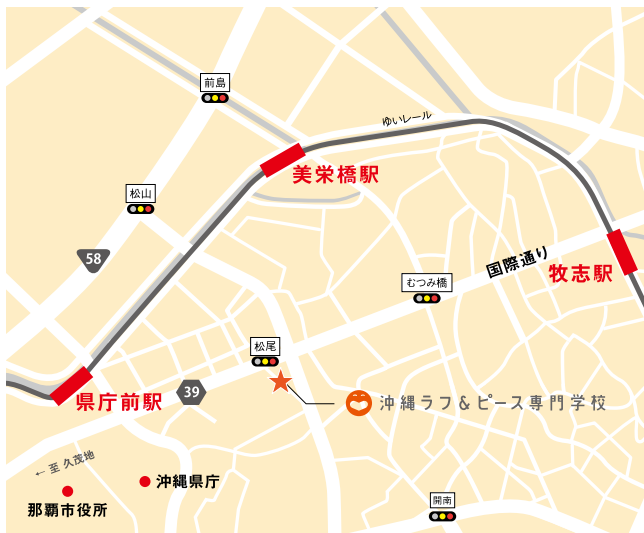 前島
ゆいレール
美栄橋駅
松山
国際通り
58
牧志駅
むつみ橋
松尾
39
県庁前駅
沖縄ラフ&ピース専門学校
← 至 久茂地
沖縄県庁
那覇市役所
開南